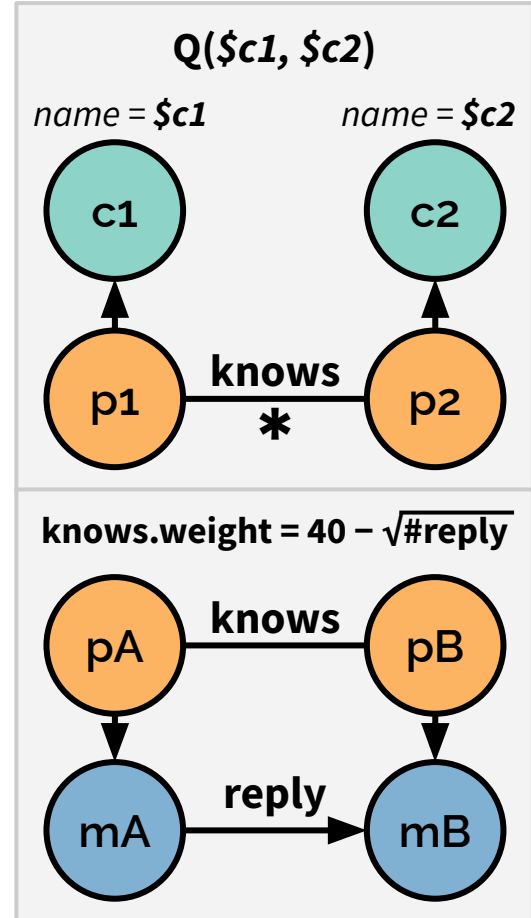 Q($c1, $c2)
name = $c1 name = $c2
c1 c2
knows
p1 p2
*
knows.weight = 40 − √#reply
knows
pA pB
reply
mA mB